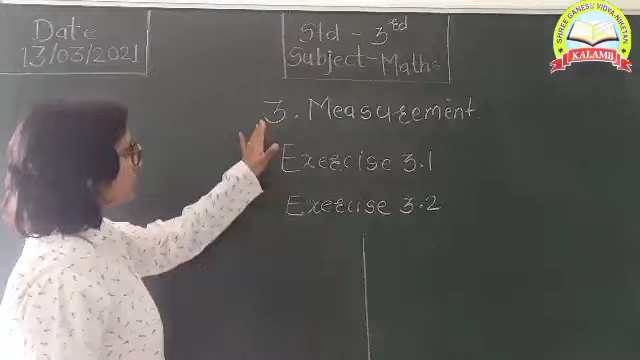 Date
13/03/2021
Std - 3rd
Subject - Maths
SHREE GANESH VIDYA-NIKETAN
KALAMB
3. Measurement
Exercise 3.1
Exercise 3.2